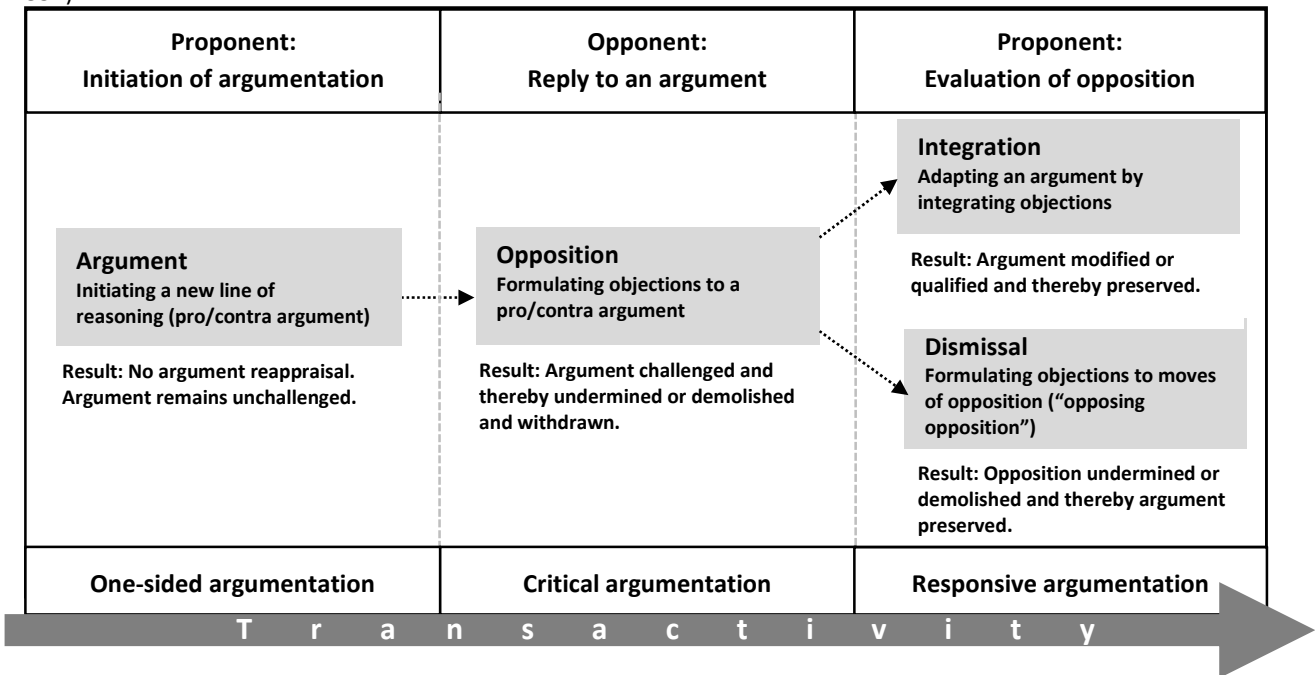 Proponent:
Initiation of argumentation
Opponent:
Reply to an argument
Proponent:
Evaluation of opposition
Argument
Initiating a new line of
reasoning (pro/contra argument)
Result: No argument reappraisal.
Argument remains unchallenged.
Opposition
Formulating objections to a
pro/contra argument
Result: Argument challenged and
thereby undermined or demolished
and withdrawn.
Integration
Adapting an argument by
integrating objections
Result: Argument modified or
qualified and thereby preserved.
Dismissal
Formulating objections to moves
of opposition (“opposing
opposition”)
Result: Opposition undermined or
demolished and thereby argument
preserved.
One-sided argumentation
Critical argumentation
Responsive argumentation
T r a n s a c t i v i t y